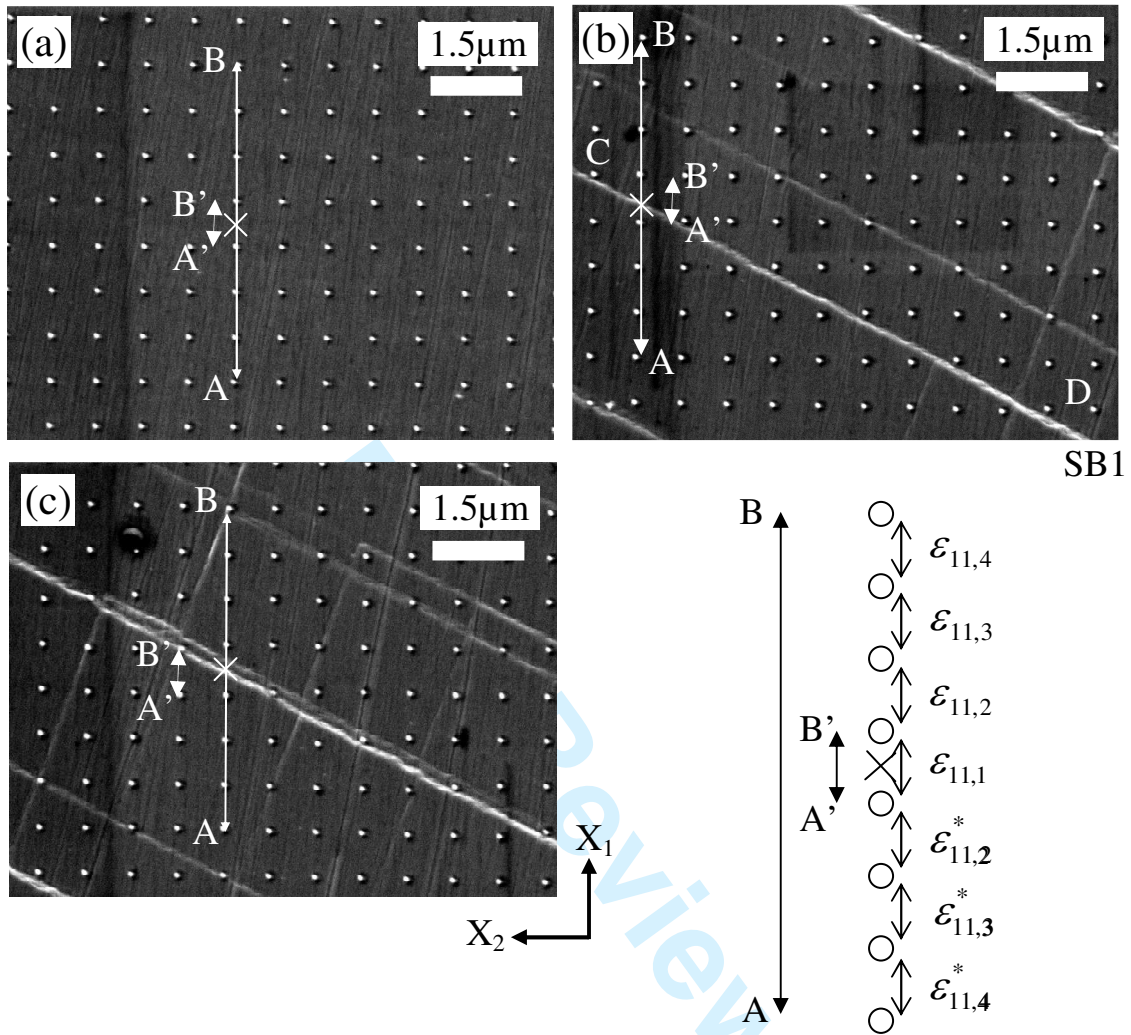 (a)
1.5µm
B
B'
A'
A
(b)
1.5µm
B
C
B'
A'
A
D
SB1
(c)
1.5µm
B
B'
A'
A
X₁
X₂
B
ε₁₁,₄
ε₁₁,₃
ε₁₁,₂
B'
ε₁₁,₁
A'
ε*₁₁,₂
ε*₁₁,₃
A
ε*₁₁,₄
Review